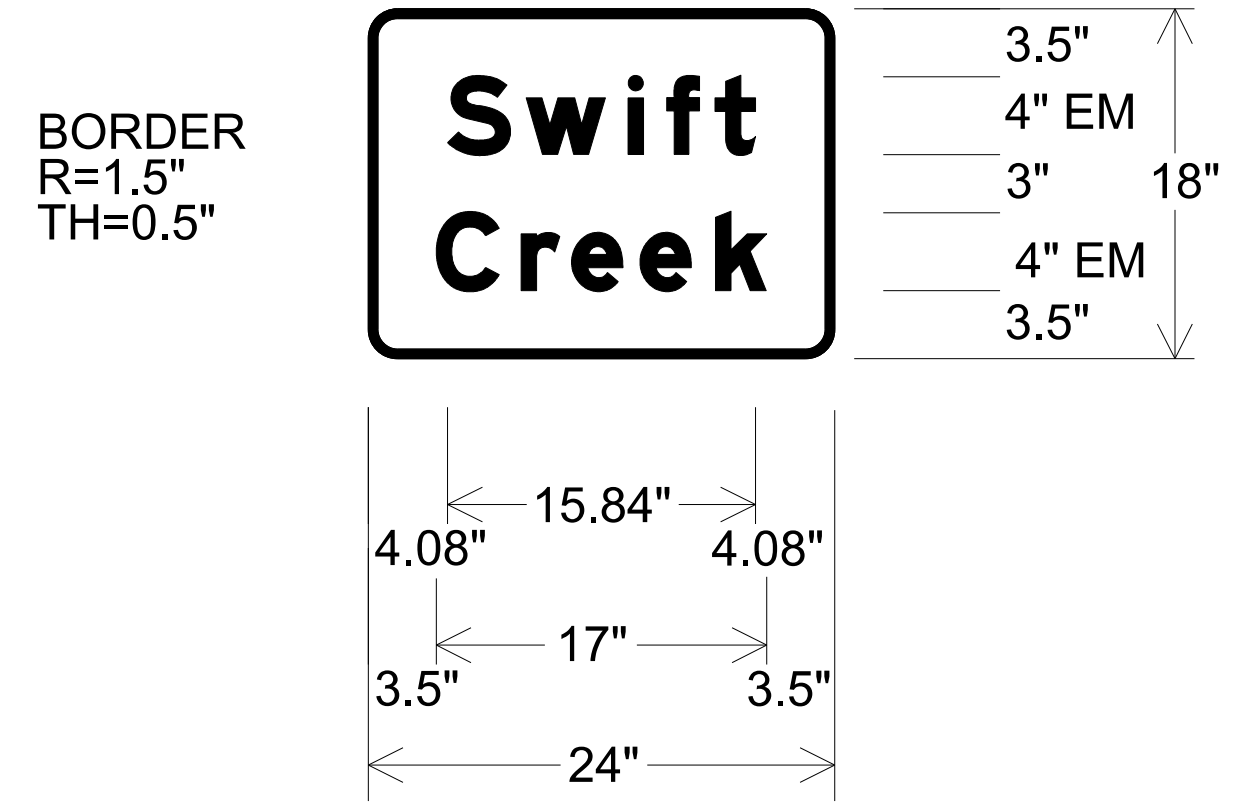 BORDER
R=1.5"
TH=0.5"
Swift
Creek
3.5"
4" EM
3"
4" EM
3.5"
18"
15.84"
4.08" 4.08"
17"
3.5" 3.5"
24"